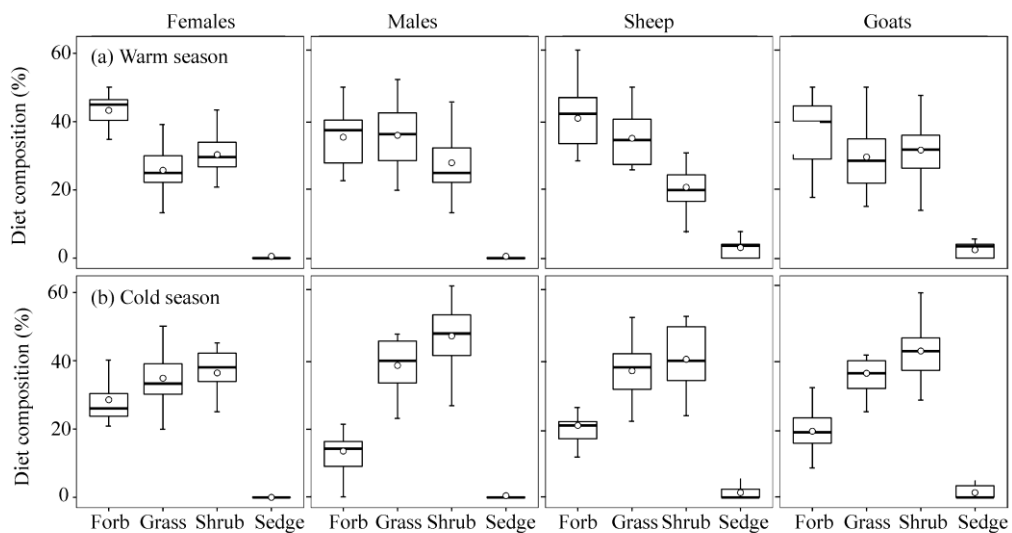 Females Males Sheep Goats
(a) Warm season
Diet composition (%)
60
40
20
0
(b) Cold season
Diet composition (%)
60
40
20
0
Forb Grass Shrub Sedge Forb Grass Shrub Sedge Forb Grass Shrub Sedge Forb Grass Shrub Sedge